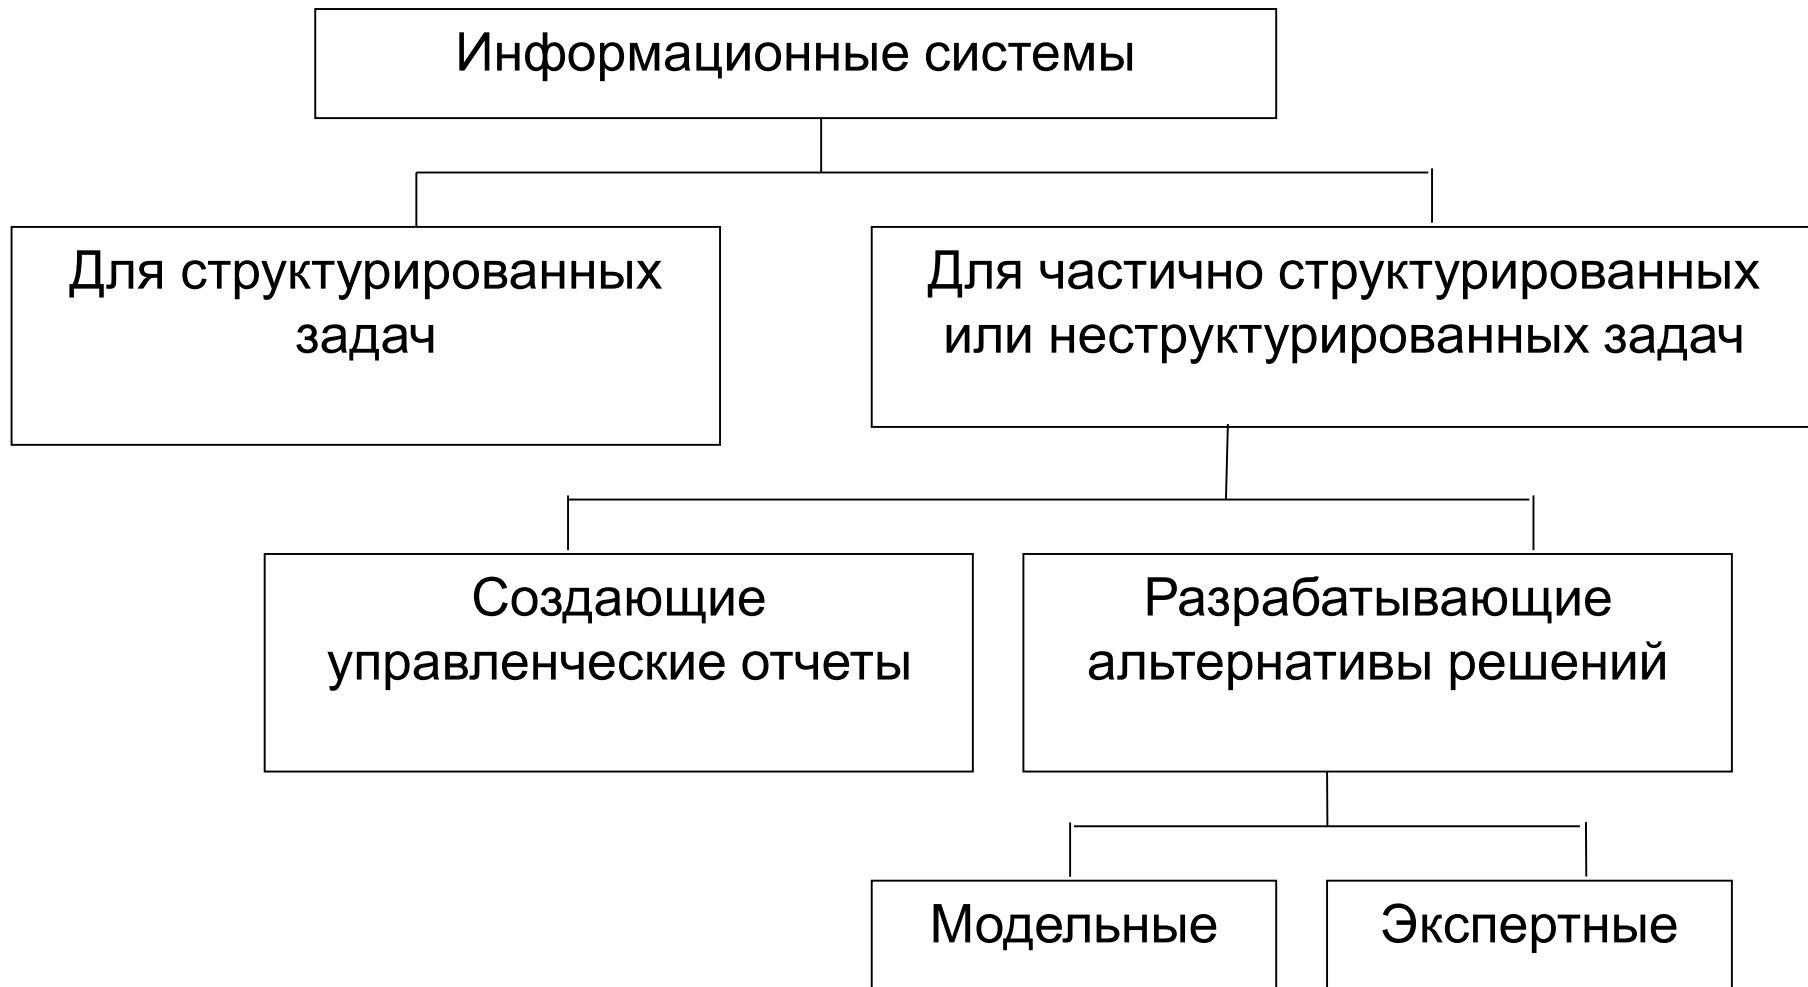 Информационные системы
Для структурированных
задач
Для частично структурированных
или неструктурированных задач
Создающие
управленческие отчеты
Разрабатывающие
альтернативы решений
Модельные
Экспертные